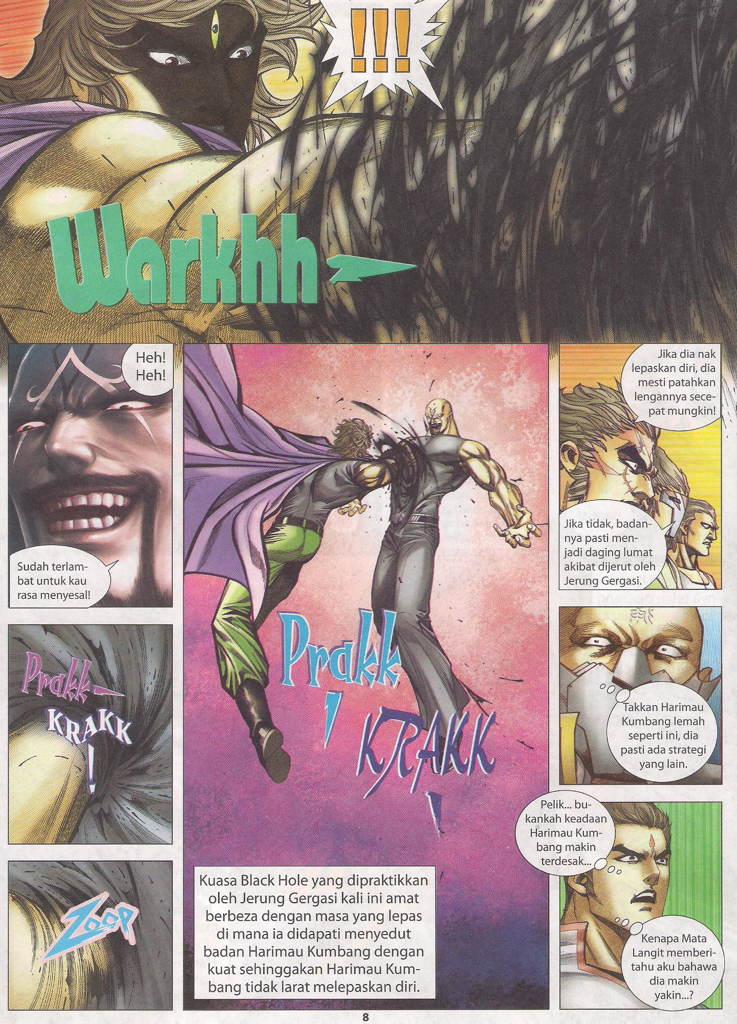 !!!
Warkhh
Heh!
Heh!
Sudah terlam-
bat untuk kau
rasa menyesal!
Prakk
KRAKK
!
ZOOP
Prakk
!
KRAKK
!
Kuasa Black Hole yang dipraktikkan
oleh Jerung Gergasi kali ini amat
berbeza dengan masa yang lepas
di mana ia didapati menyedut
badan Harimau Kumbang dengan
kuat sehinggakan Harimau Kum-
bang tidak larat melepaskan diri.
Jika dia nak
lepaskan diri, dia
mesti patahkan
lengannya sece-
pat mungkin!
Jika tidak, badan-
nya pasti men-
jadi daging lumat
akibat dijerut oleh
Jerung Gergasi.
Takkan Harimau
Kumbang lemah
seperti ini, dia
pasti ada strategi
yang lain.
Pelik... bu-
kankah keadaan
Harimau Kum-
bang makin
terdesak...
Kenapa Mata
Langit memberi-
tahu aku bahawa
dia makin
yakin...?
8